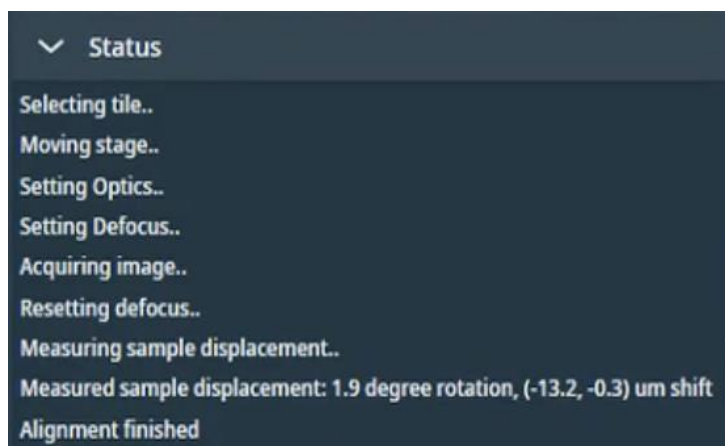 Status
Selecting tile..
Moving stage..
Setting Optics..
Setting Defocus..
Acquiring image..
Resetting defocus..
Measuring sample displacement..
Measured sample displacement: 1.9 degree rotation, (-13.2, -0.3) um shift
Alignment finished